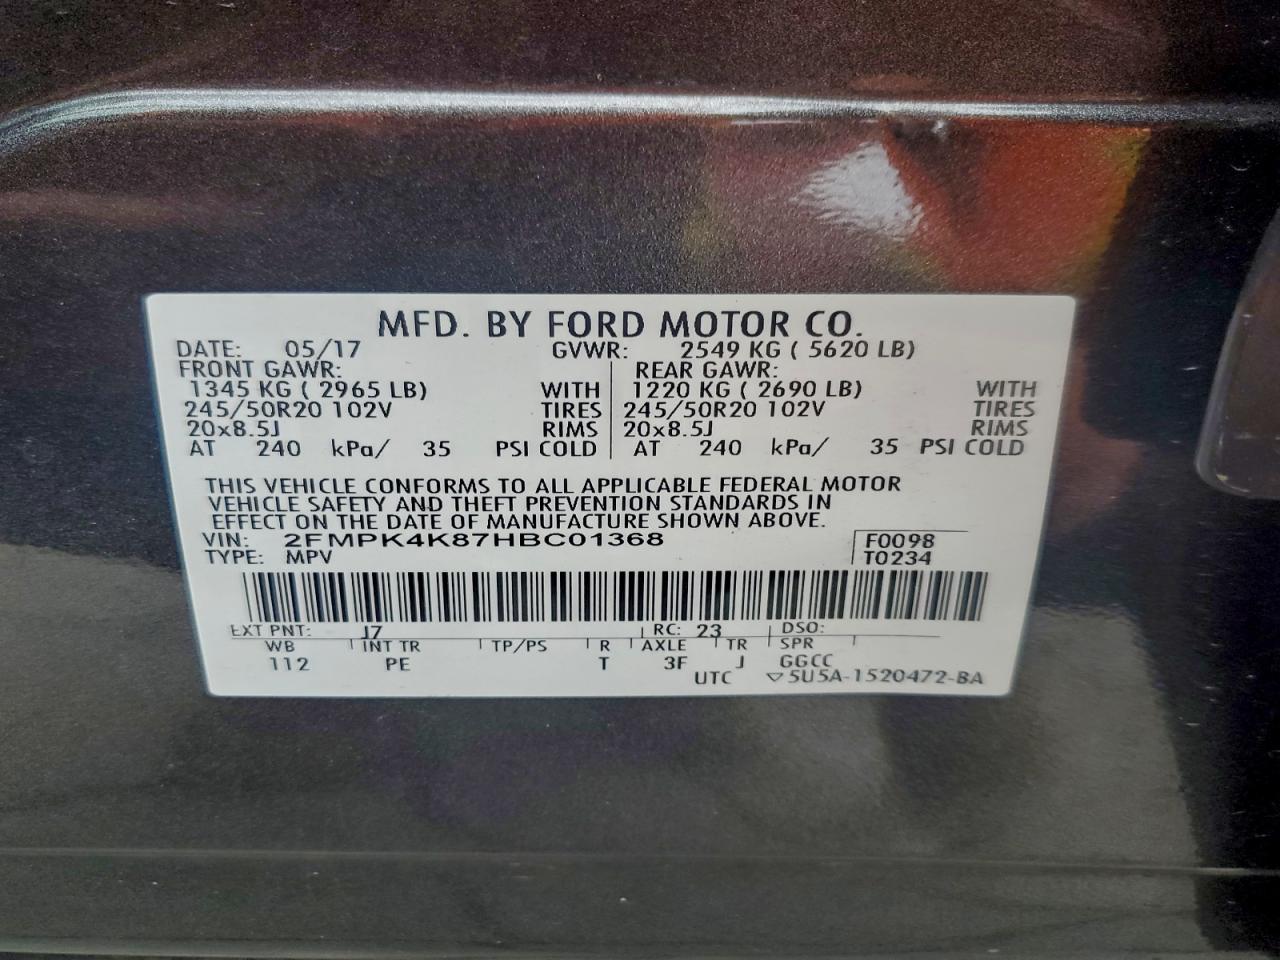 MFD. BY FORD MOTOR CO.
DATE: 05/17 GVWR: 2549 KG ( 5620 LB)
FRONT GAWR: REAR GAWR:
1345 KG ( 2965 LB) WITH 1220 KG ( 2690 LB) WITH
245/50R20 102V TIRES 245/50R20 102V TIRES
20x8.5J RIMS 20x8.5J RIMS
AT 240 kPa/ 35 PSI COLD AT 240 kPa/ 35 PSI COLD
THIS VEHICLE CONFORMS TO ALL APPLICABLE FEDERAL MOTOR
VEHICLE SAFETY AND THEFT PREVENTION STANDARDS IN
EFFECT ON THE DATE OF MANUFACTURE SHOWN ABOVE.
VIN: 2FMPK4K87HBC01368 F0098
TYPE: MPV T0234
EXT PNT: J7 RC: 23 DSO:
WB INT TR TP/PS R AXLE TR SPR
112 PE T 3F J GGCC
UTC ▽5U5A-1520472-BA